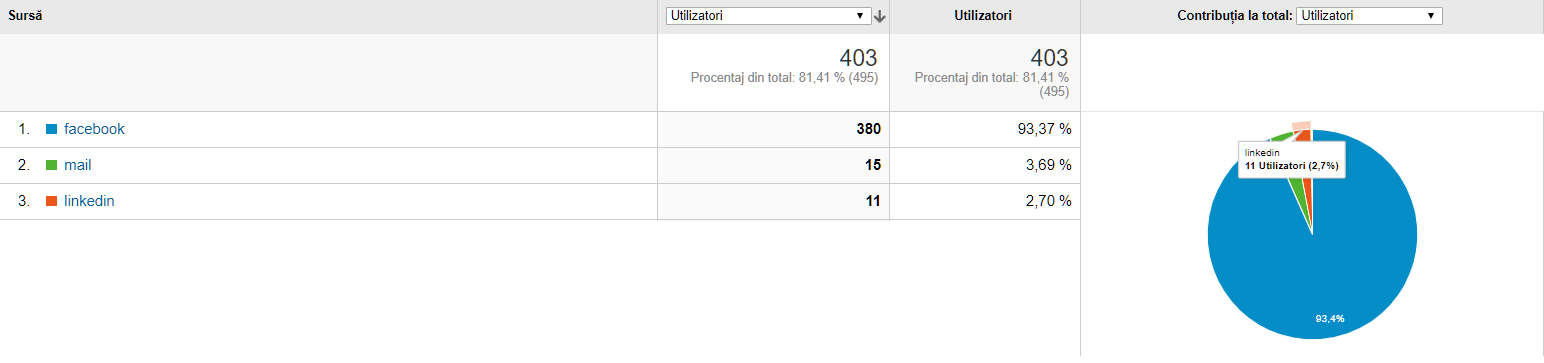 Sursă
Utilizatori
Utilizatori
Contribuția la total: Utilizatori
403
Procentaj din total: 81,41 % (495)
403
Procentaj din total: 81,41 %
(495)
1. facebook 380 93,37 %
2. mail 15 3,69 %
3. linkedin 11 2,70 %
linkedin
11 Utilizatori (2,7%)
93,4%